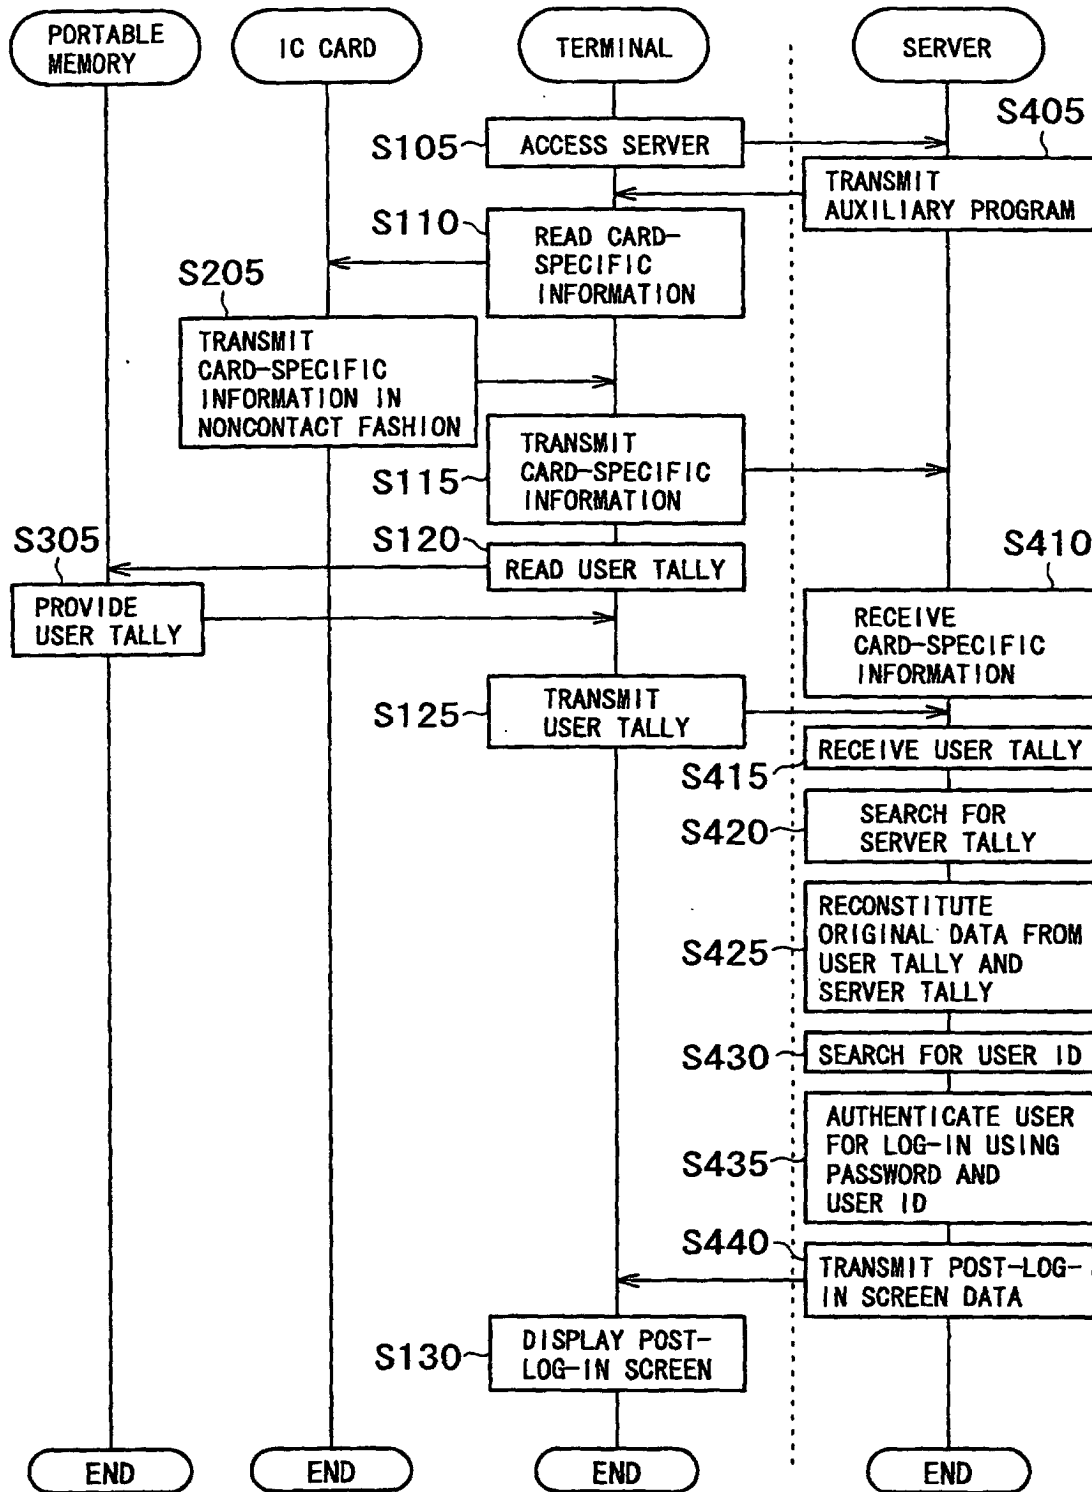 PORTABLE
MEMORY
IC CARD
TERMINAL
SERVER
S105
ACCESS SERVER
S405
TRANSMIT
AUXILIARY PROGRAM
S110
READ CARD-
SPECIFIC
INFORMATION
S205
TRANSMIT
CARD-SPECIFIC
INFORMATION IN
NONCONTACT FASHION
S115
TRANSMIT
CARD-SPECIFIC
INFORMATION
S120
READ USER TALLY
S305
PROVIDE
USER TALLY
S410
RECEIVE
CARD-SPECIFIC
INFORMATION
S125
TRANSMIT
USER TALLY
S415
RECEIVE USER TALLY
S420
SEARCH FOR
SERVER TALLY
S425
RECONSTITUTE
ORIGINAL DATA FROM
USER TALLY AND
SERVER TALLY
S430
SEARCH FOR USER ID
S435
AUTHENTICATE USER
FOR LOG-IN USING
PASSWORD AND
USER ID
S440
TRANSMIT POST-LOG-
IN SCREEN DATA
S130
DISPLAY POST-
LOG-IN SCREEN
END
END
END
END